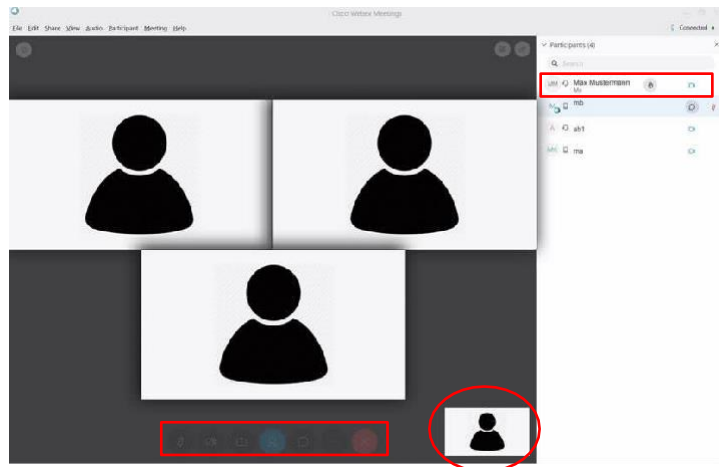 Cisco Webex Meetings
File Edit Share View Audio Participant Meeting Help
Connected
Participants (4)
Search
MM Max Mustermann
Me
mb
A ah1
ma